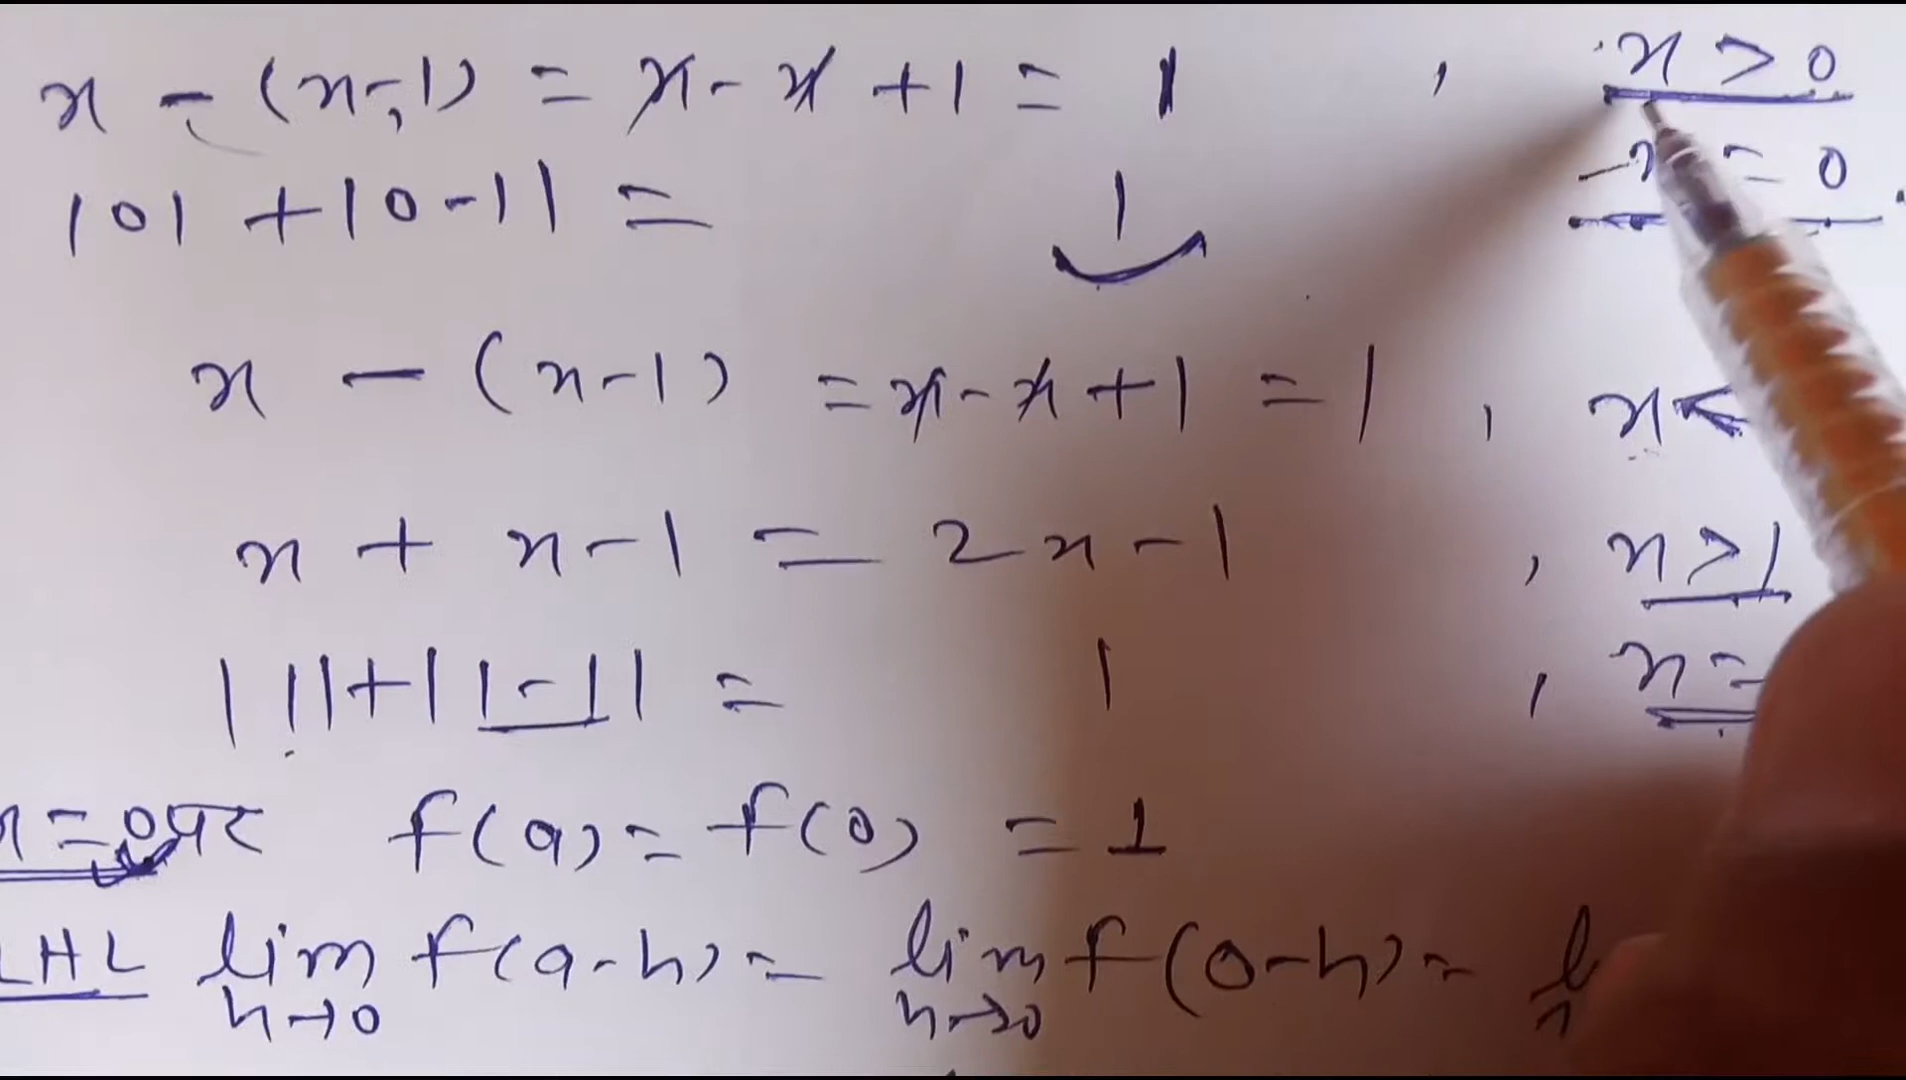 x - (x-1) = x - x + 1 = 1 , x > 0
|0| + |0-1| = 1 x = 0
x - (x-1) = x - x + 1 = 1 , x <
x + x - 1 = 2x - 1 , x > 1
|1| + |1-1| = 1 , x =
x = 0 पर f(a) = f(0) = 1
LHL lim f(a-h) = lim f(0-h) =
h→0 h→0